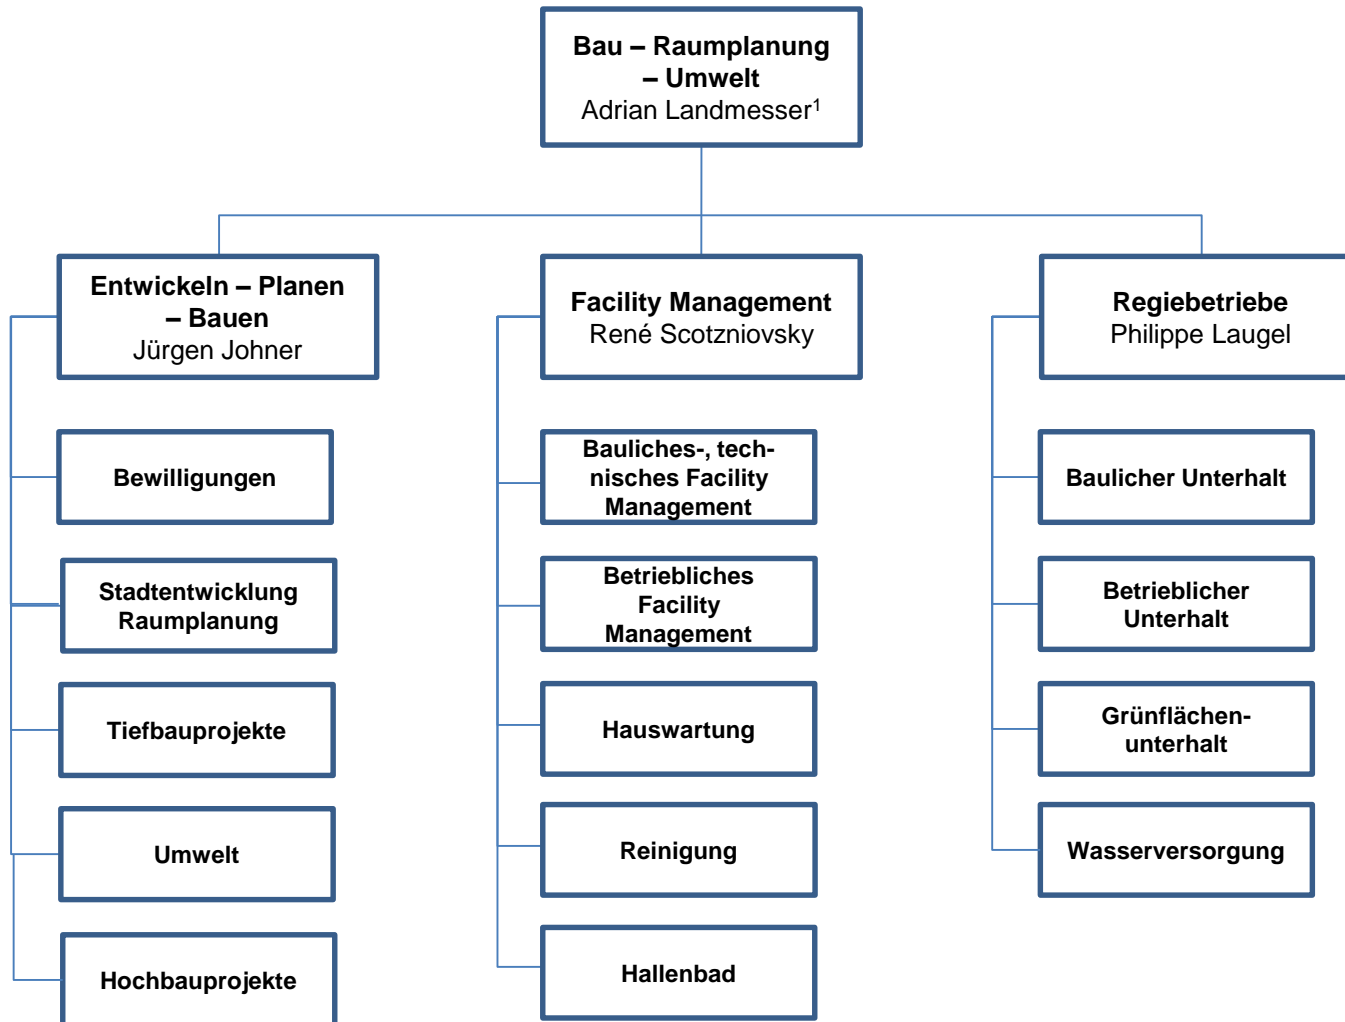 Bau – Raumplanung
– Umwelt
Adrian Landmesser¹
Entwickeln – Planen
– Bauen
Jürgen Johner
Facility Management
René Scotzniovsky
Regiebetriebe
Philippe Laugel
Bewilligungen
Stadtentwicklung
Raumplanung
Tiefbauprojekte
Umwelt
Hochbauprojekte
Bauliches-, tech-
nisches Facility
Management
Betriebliches
Facility
Management
Hauswartung
Reinigung
Hallenbad
Baulicher Unterhalt
Betrieblicher
Unterhalt
Grünflächen-
unterhalt
Wasserversorgung